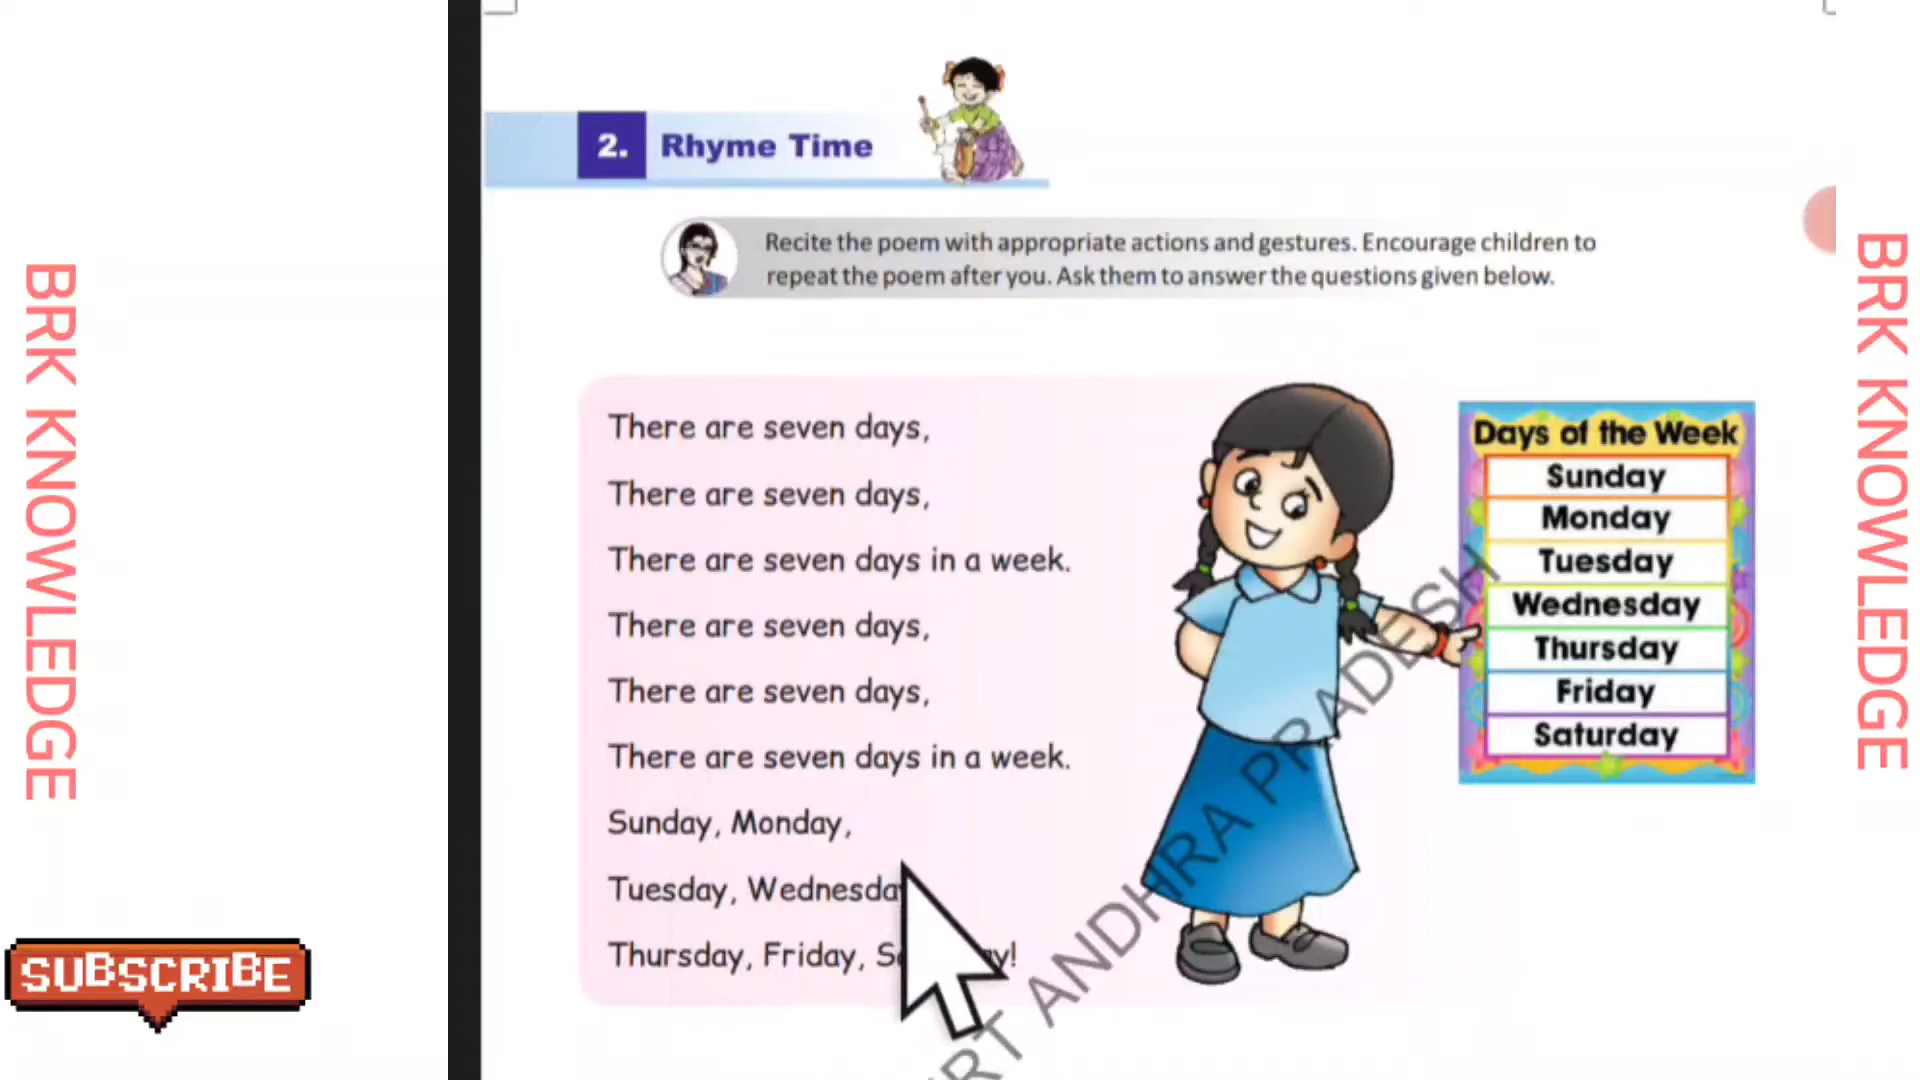 BRK KNOWLEDGE
2. Rhyme Time
Recite the poem with appropriate actions and gestures. Encourage children to
repeat the poem after you. Ask them to answer the questions given below.
There are seven days,
There are seven days,
There are seven days in a week.
There are seven days,
There are seven days,
There are seven days in a week.
Sunday, Monday,
Tuesday,
Thursday, Friday,
Days of the Week
Sunday
Monday
Tuesday
Wednesday
Thursday
Friday
Saturday
ANDHRA PRADESH
SUBSCRIBE
BRK KNOWLEDGE